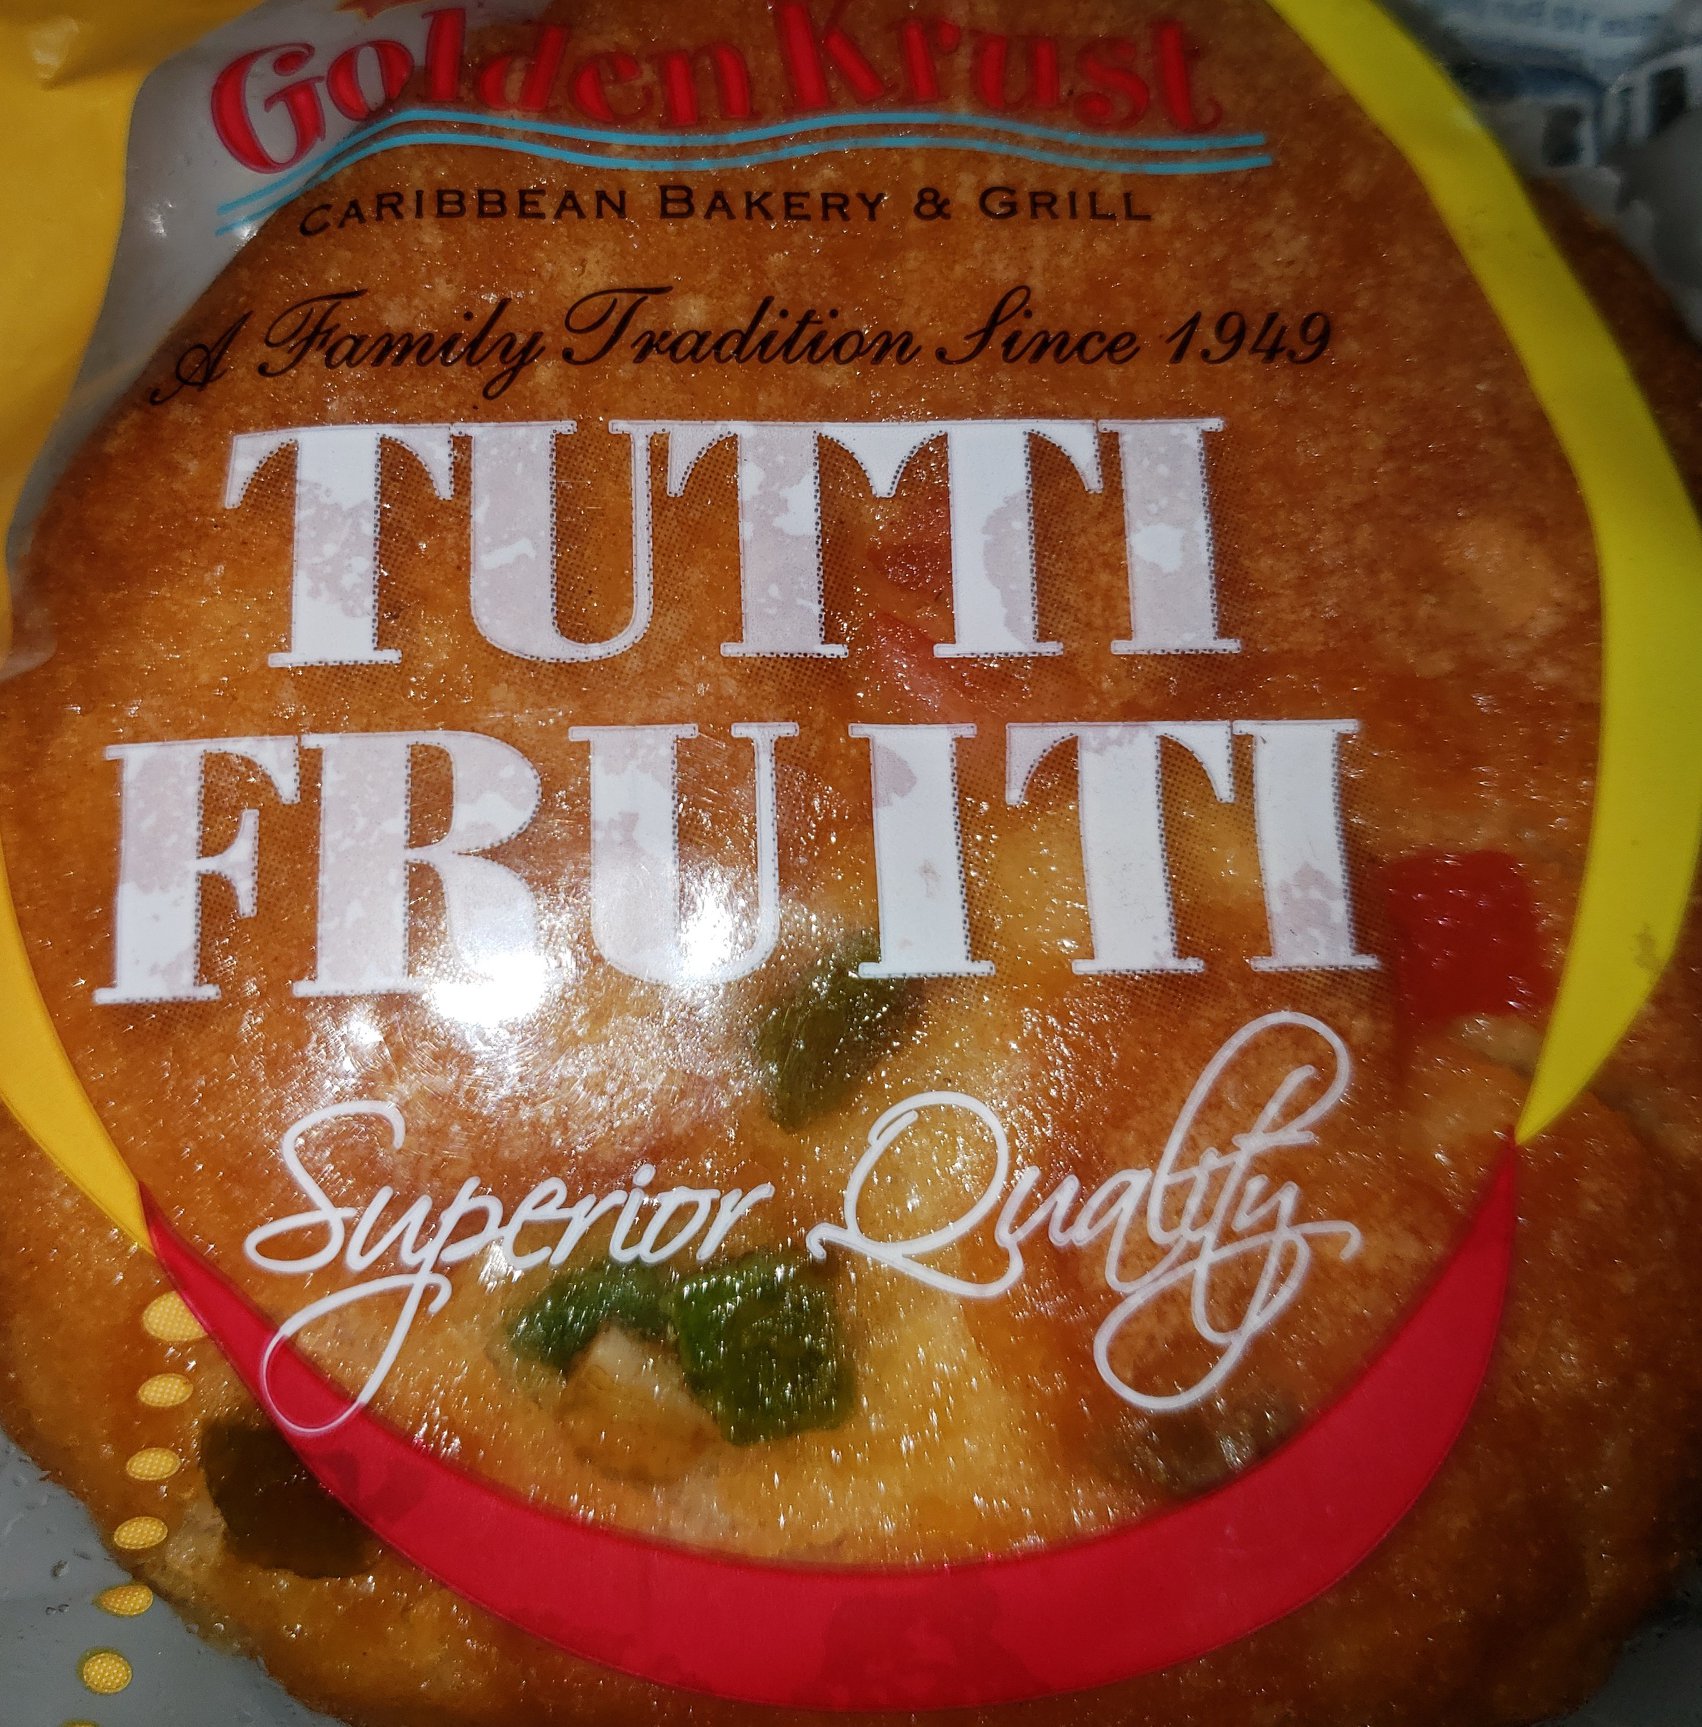 Golden Krust
CARIBBEAN BAKERY & GRILL
A Family Tradition Since 1949
TUTTI
FRUITI
Superior Quality